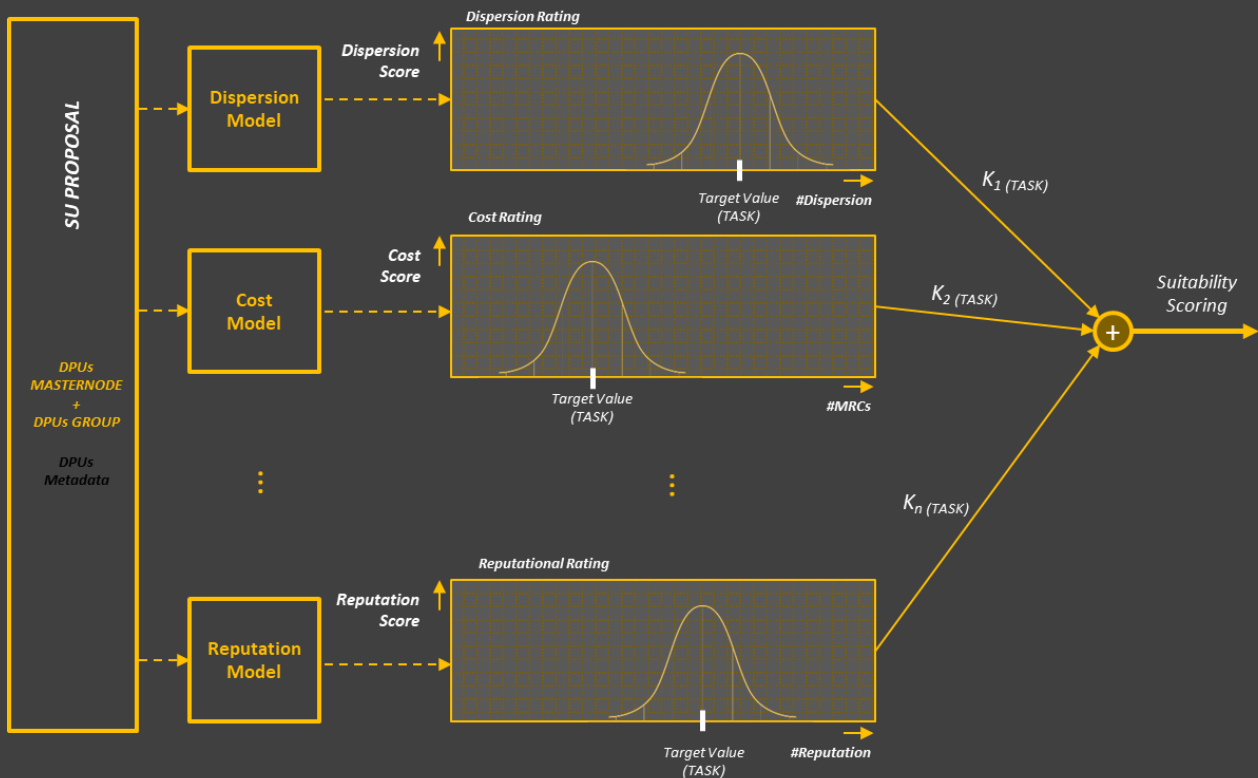 SU PROPOSAL
DPUs
MASTERNODE
+
DPUs GROUP
DPUs
Metadata
Dispersion
Model
Dispersion
Score
Dispersion Rating
Target Value
(TASK)
#Dispersion
K1 (TASK)
Cost
Model
Cost
Score
Cost Rating
Target Value
(TASK)
#MRCs
K2 (TASK)
+
Suitability
Scoring
⋮
⋮
Kn (TASK)
Reputation
Model
Reputation
Score
Reputational Rating
Target Value
(TASK)
#Reputation